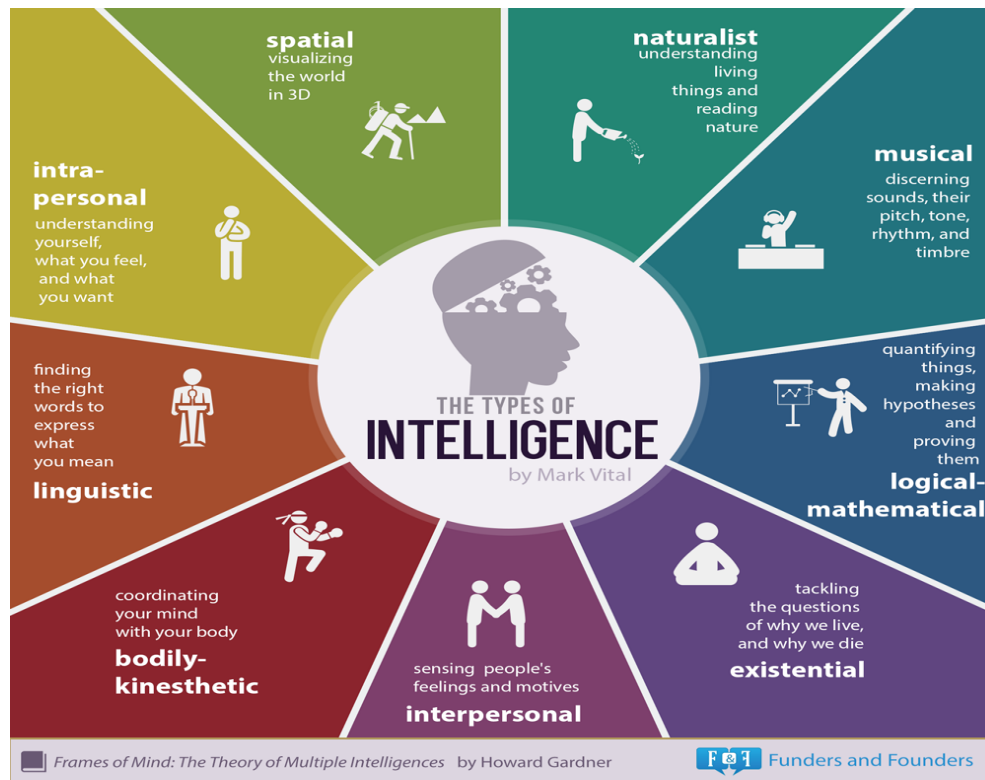 spatial
visualizing
the world
in 3D
naturalist
understanding
living
things and
reading
nature
musical
discerning
sounds, their
pitch, tone,
rhythm, and
timbre
intra-
personal
understanding
yourself,
what you feel,
and what
you want
finding
the right
words to
express
what
you mean
linguistic
THE TYPES OF
INTELLIGENCE
by Mark Vital
quantifying
things,
making
hypotheses
and
proving
them
logical-
mathematical
coordinating
your mind
with your body
bodily-
kinesthetic
sensing people's
feelings and motives
interpersonal
tackling
the questions
of why we live,
and why we die
existential
Frames of Mind: The Theory of Multiple Intelligences by Howard Gardner
F&F Funders and Founders